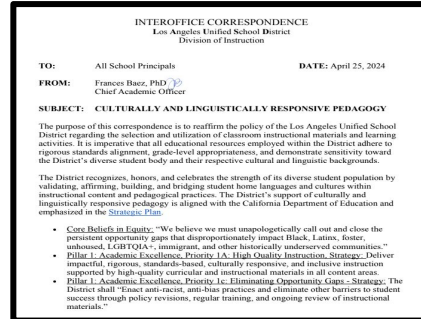 INTEROFFICE CORRESPONDENCE
Los Angeles Unified School District
Division of Instruction
TO: All School Principals DATE: April 25, 2024
FROM: Frances Baez, PhD
Chief Academic Officer
SUBJECT: CULTURALLY AND LINGUISTICALLY RESPONSIVE PEDAGOGY
The purpose of this correspondence is to reaffirm the policy of the Los Angeles Unified School
District regarding the selection and utilization of classroom instructional materials and learning
activities. It is imperative that all educational resources employed within the District adhere to
rigorous standards alignment, grade-level appropriateness, and demonstrate sensitivity toward
the District's diverse student body and their respective cultural and linguistic backgrounds.
The District recognizes, honors, and celebrates the strength of its diverse student population by
validating, affirming, building, and bridging student home languages and cultures within
instructional content and pedagogical practices. The District's support of culturally and
linguistically responsive pedagogy is aligned with the California Department of Education and
emphasized in the Strategic Plan.
• Core Beliefs in Equity: "We believe we must unapologetically call out and close the
persistent opportunity gaps that disproportionately impact Black, Latinx, foster,
unhoused, LGBTQIA+, immigrant, and other historically underserved communities."
• Pillar 1: Academic Excellence, Priority 1A: High Quality Instruction, Strategy: Deliver
impactful, rigorous, standards-based, culturally responsive, and inclusive instruction
supported by high-quality curricular and instructional materials in all content areas.
• Pillar 1: Academic Excellence, Priority 1c: Eliminating Opportunity Gaps - Strategy: The
District shall "Enact anti-racist, anti-bias practices and eliminate other barriers to student
success through policy revisions, regular training, and ongoing review of instructional
materials."